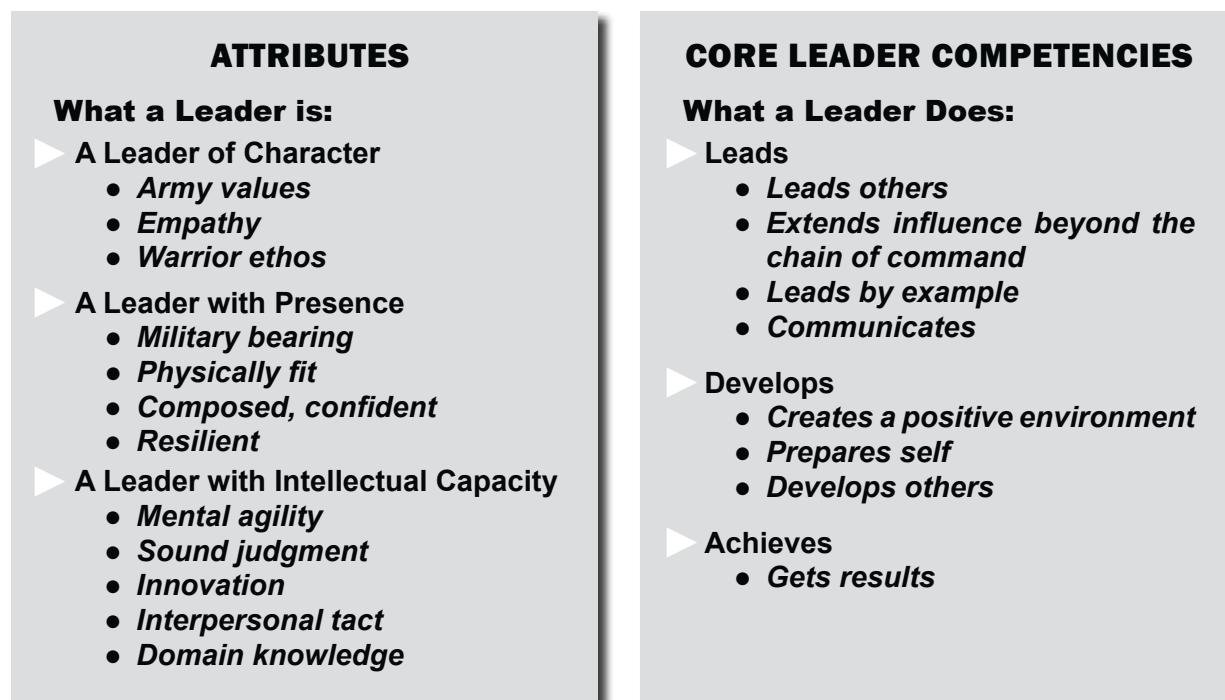 ATTRIBUTES
What a Leader is:
A Leader of Character
● Army values
● Empathy
● Warrior ethos
A Leader with Presence
● Military bearing
● Physically fit
● Composed, confident
● Resilient
A Leader with Intellectual Capacity
● Mental agility
● Sound judgment
● Innovation
● Interpersonal tact
● Domain knowledge
CORE LEADER COMPETENCIES
What a Leader Does:
Leads
● Leads others
● Extends influence beyond the
chain of command
● Leads by example
● Communicates
Develops
● Creates a positive environment
● Prepares self
● Develops others
Achieves
● Gets results